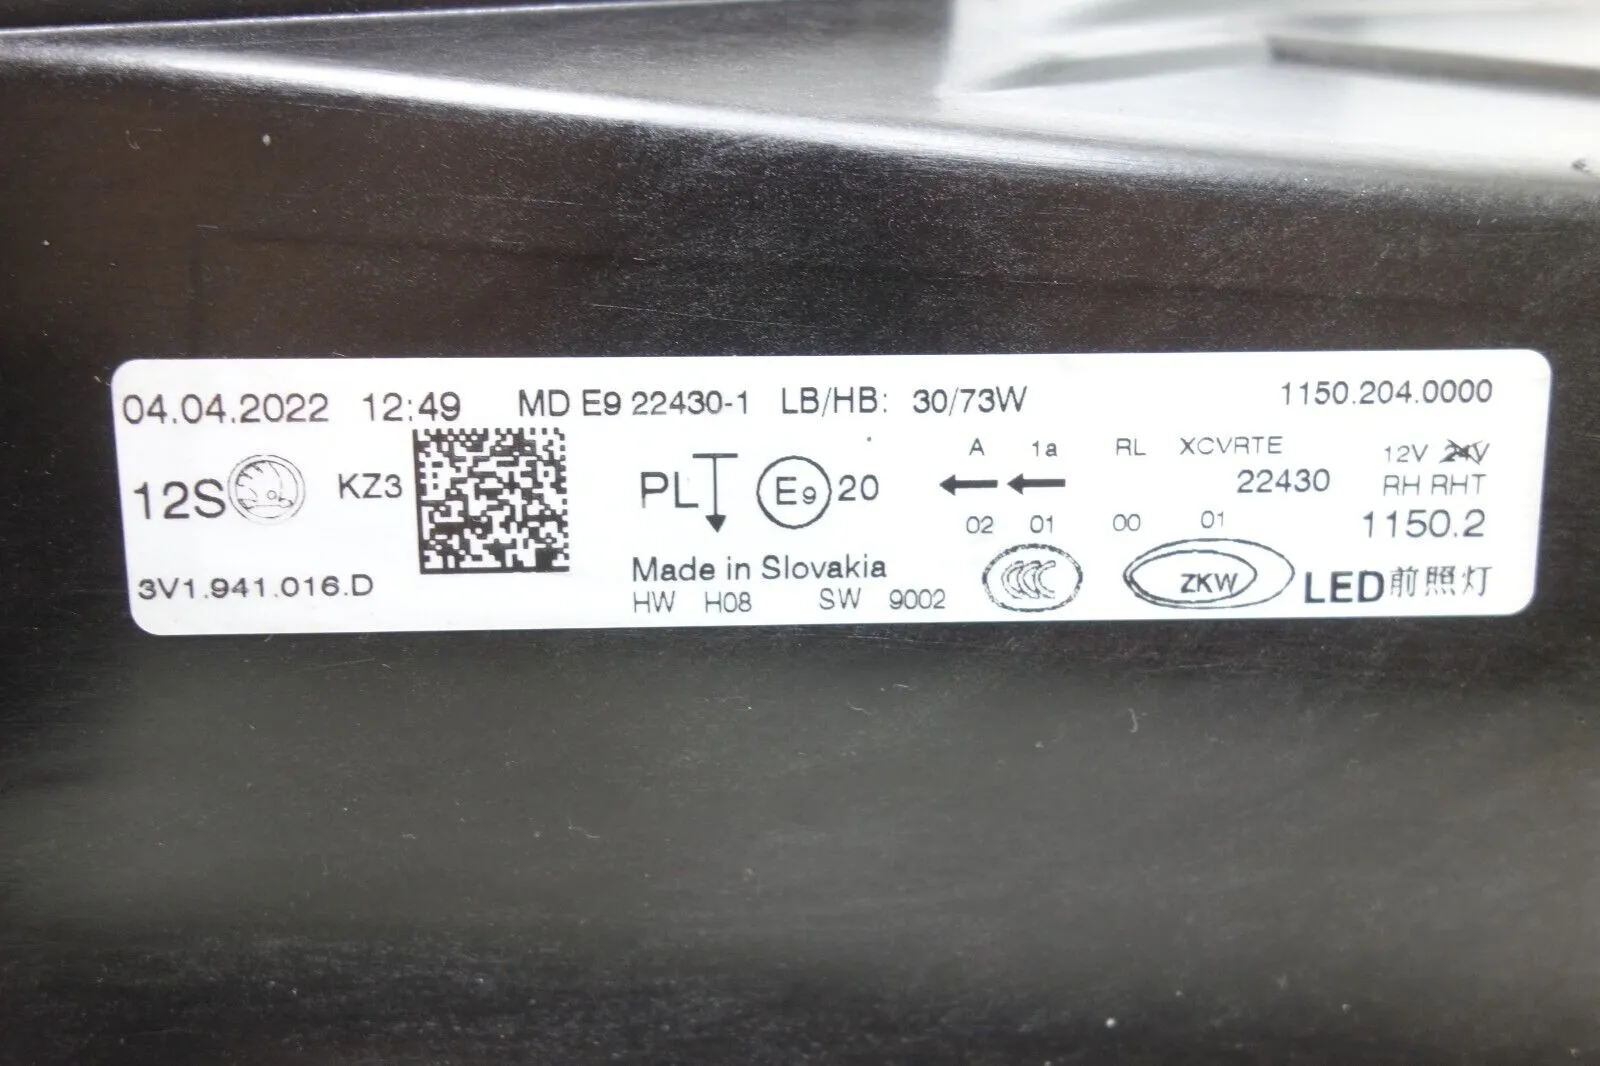 04.04.2022 12:49 MD E9 22430-1 LB/HB: 30/73W 1150.204.0000
A 1a RL XCVRTE 12V 24V
12S KZ3 PL E9 20 22430 RH RHT
02 01 00 01 1150.2
Made in Slovakia
3V1.941.016.D HW H08 SW 9002 CCC ZKW LED前照灯